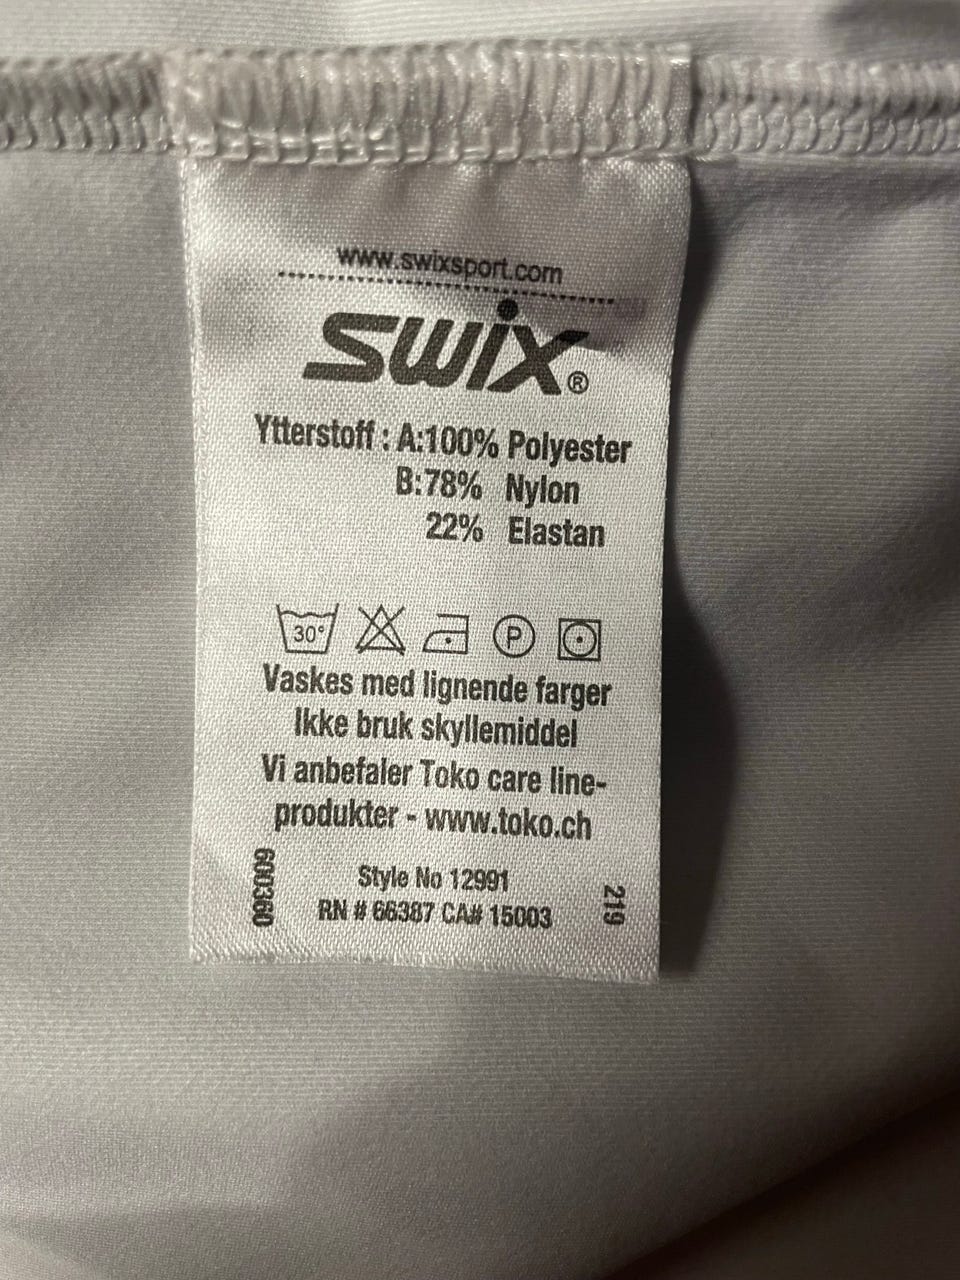 www.swixsport.com
swix®
Ytterstoff : A:100% Polyester
B:78% Nylon
22% Elastan
30°
P
Vaskes med lignende farger
Ikke bruk skyllemiddel
Vi anbefaler Toko care line-
produkter - www.toko.ch
Style No 12991
RN # 66387 CA# 15003
600360
219